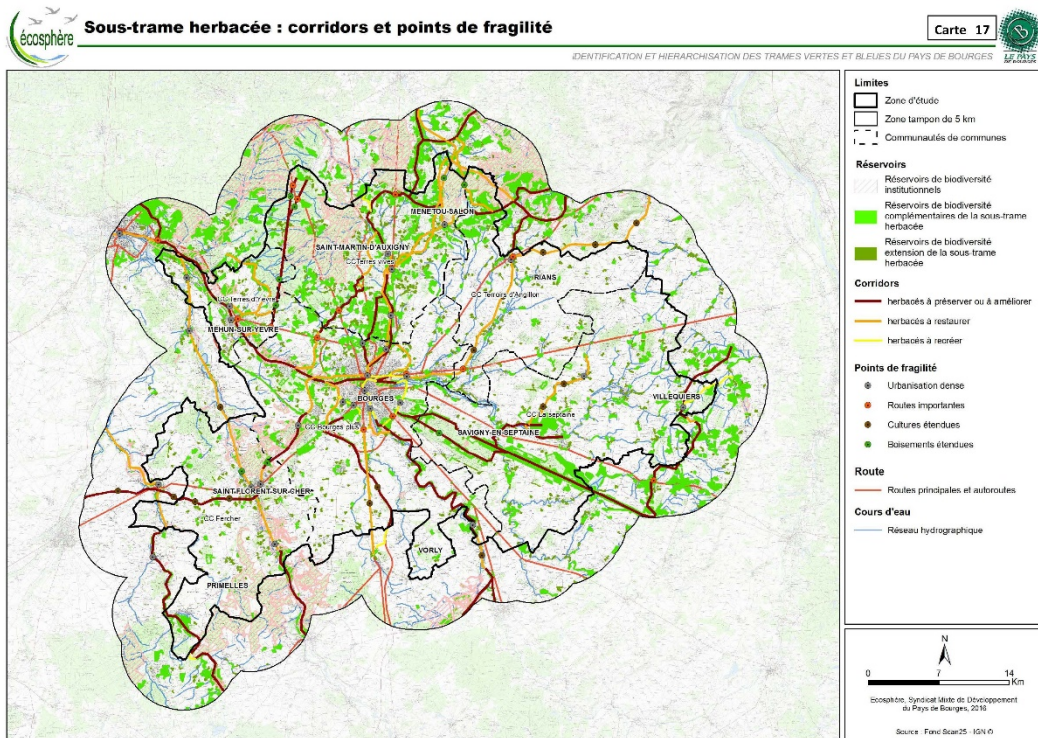 écosphère
Sous-trame herbacée : corridors et points de fragilité
Carte 17
LE PAYS
DE BOURGES
IDENTIFICATION ET HIERARCHISATION DES TRAMES VERTES ET BLEUES DU PAYS DE BOURGES
MENETOU-SALON
SAINT-MARTIN-D'AUXIGNY
CC Terres vives
RIANS
CC Terres d'Yèvre
CC Terroirs d'Angillon
MEHUN-SUR-YEVRE
BOURGES
VILLEQUIERS
CC La septaine
CC Bourges plus
SAVIGNY-EN-SEPTAINE
SAINT-FLORENT-SUR-CHER
CC Fercher
VORLY
PRIMELLES
Limites
Zone d'étude
Zone tampon de 5 km
Communautés de communes
Réservoirs
Réservoirs de biodiversité
institutionnels
Réservoirs de biodiversité
complémentaires de la sous-trame
herbacée
Réservoirs de biodiversité
extension de la sous-trame
herbacée
Corridors
herbacés à préserver ou à améliorer
herbacés à restaurer
herbacés à recréer
Points de fragilité
Urbanisation dense
Routes importantes
Cultures étendues
Boisements étendues
Route
Routes principales et autoroutes
Cours d'eau
Réseau hydrographique
N
0 7 14
Km
Ecosphère, Syndicat Mixte de Développement
du Pays de Bourges, 2016
Source : Fond Scan25 - IGN ©